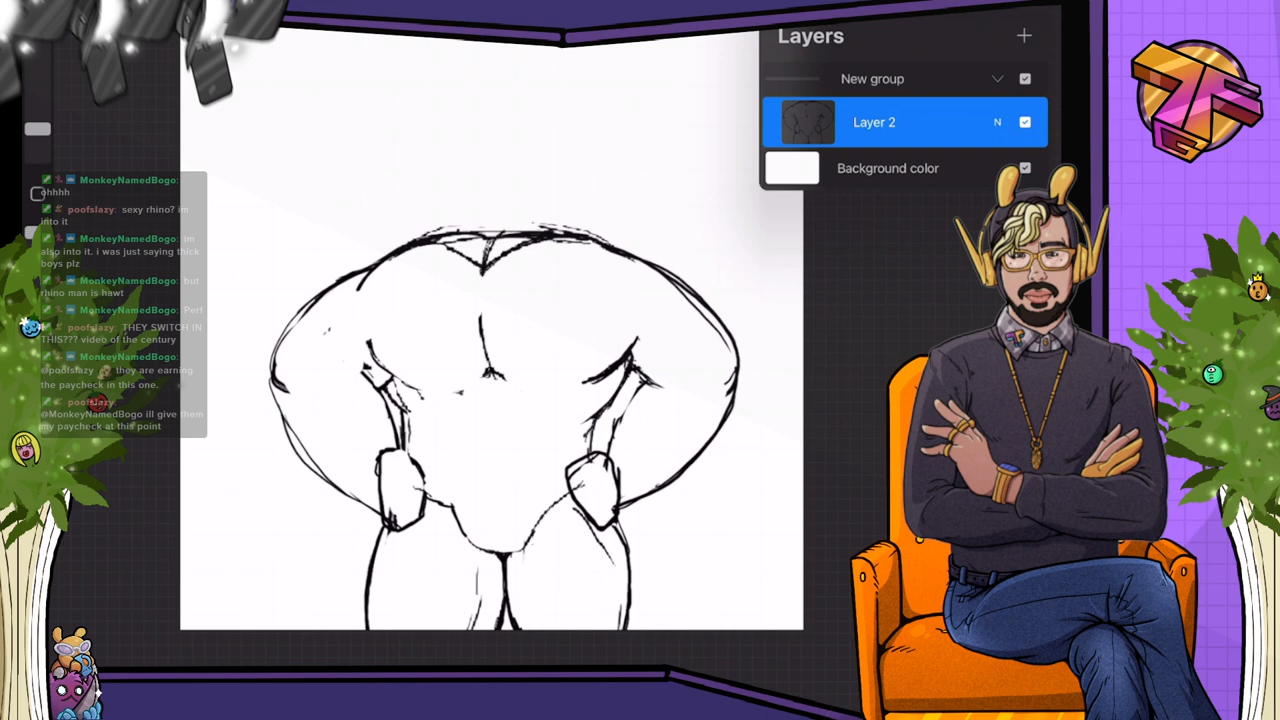 Layers
New group
Layer 2
N
Background color
MonkeyNamedBogo:
ohhhh
poofslazy: sexy rhino? im
into it
MonkeyNamedBogo: im
also into it. i was just saying thick
boys plz
MonkeyNamedBogo: but
rhino man is hawt
MonkeyNamedBogo: Perf
poofslazy: THEY SWITCH IN
THIS??? video of the century
MonkeyNamedBogo:
@poofslazy they are earning
the paycheck in this one.
poofslazy:
@MonkeyNamedBogo ill give them
my paycheck at this point